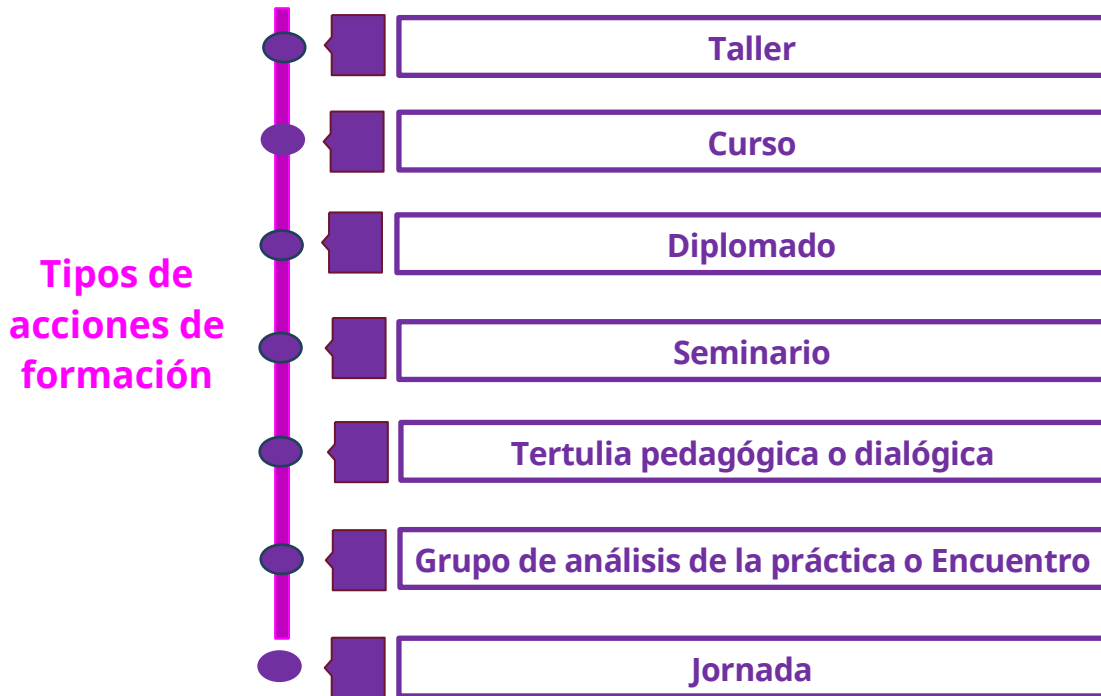 Tipos de
acciones de
formación
Taller
Curso
Diplomado
Seminario
Tertulia pedagógica o dialógica
Grupo de análisis de la práctica o Encuentro
Jornada